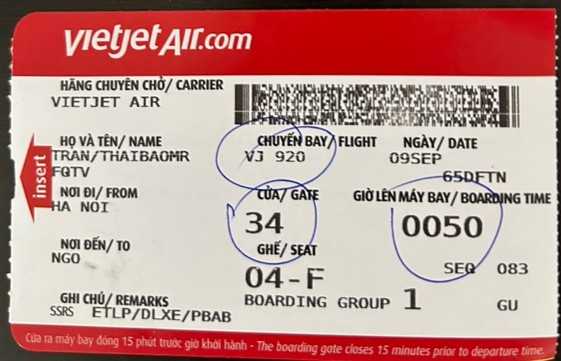 vietjetAir.com
HÃNG CHUYÊN CHỞ/ CARRIER
VIETJET AIR
HỌ VÀ TÊN/ NAME
TRAN/THAIBAOMR
FQTV
CHUYẾN BAY/ FLIGHT
VJ 920
NGÀY/ DATE
09SEP
65DFTN
insert
NƠI ĐI/ FROM
HA NOI
CỬA/ GATE
34
GIỜ LÊN MÁY BAY/ BOARDING TIME
0050
NƠI ĐẾN/ TO
NGO
GHẾ/ SEAT
04-F
SEQ 083
BOARDING GROUP 1 GU
GHI CHÚ/ REMARKS
SSRS ETLP/DLXE/PBAB
Cửa ra máy bay đóng 15 phút trước giờ khởi hành - The boarding gate closes 15 minutes prior to departure time.